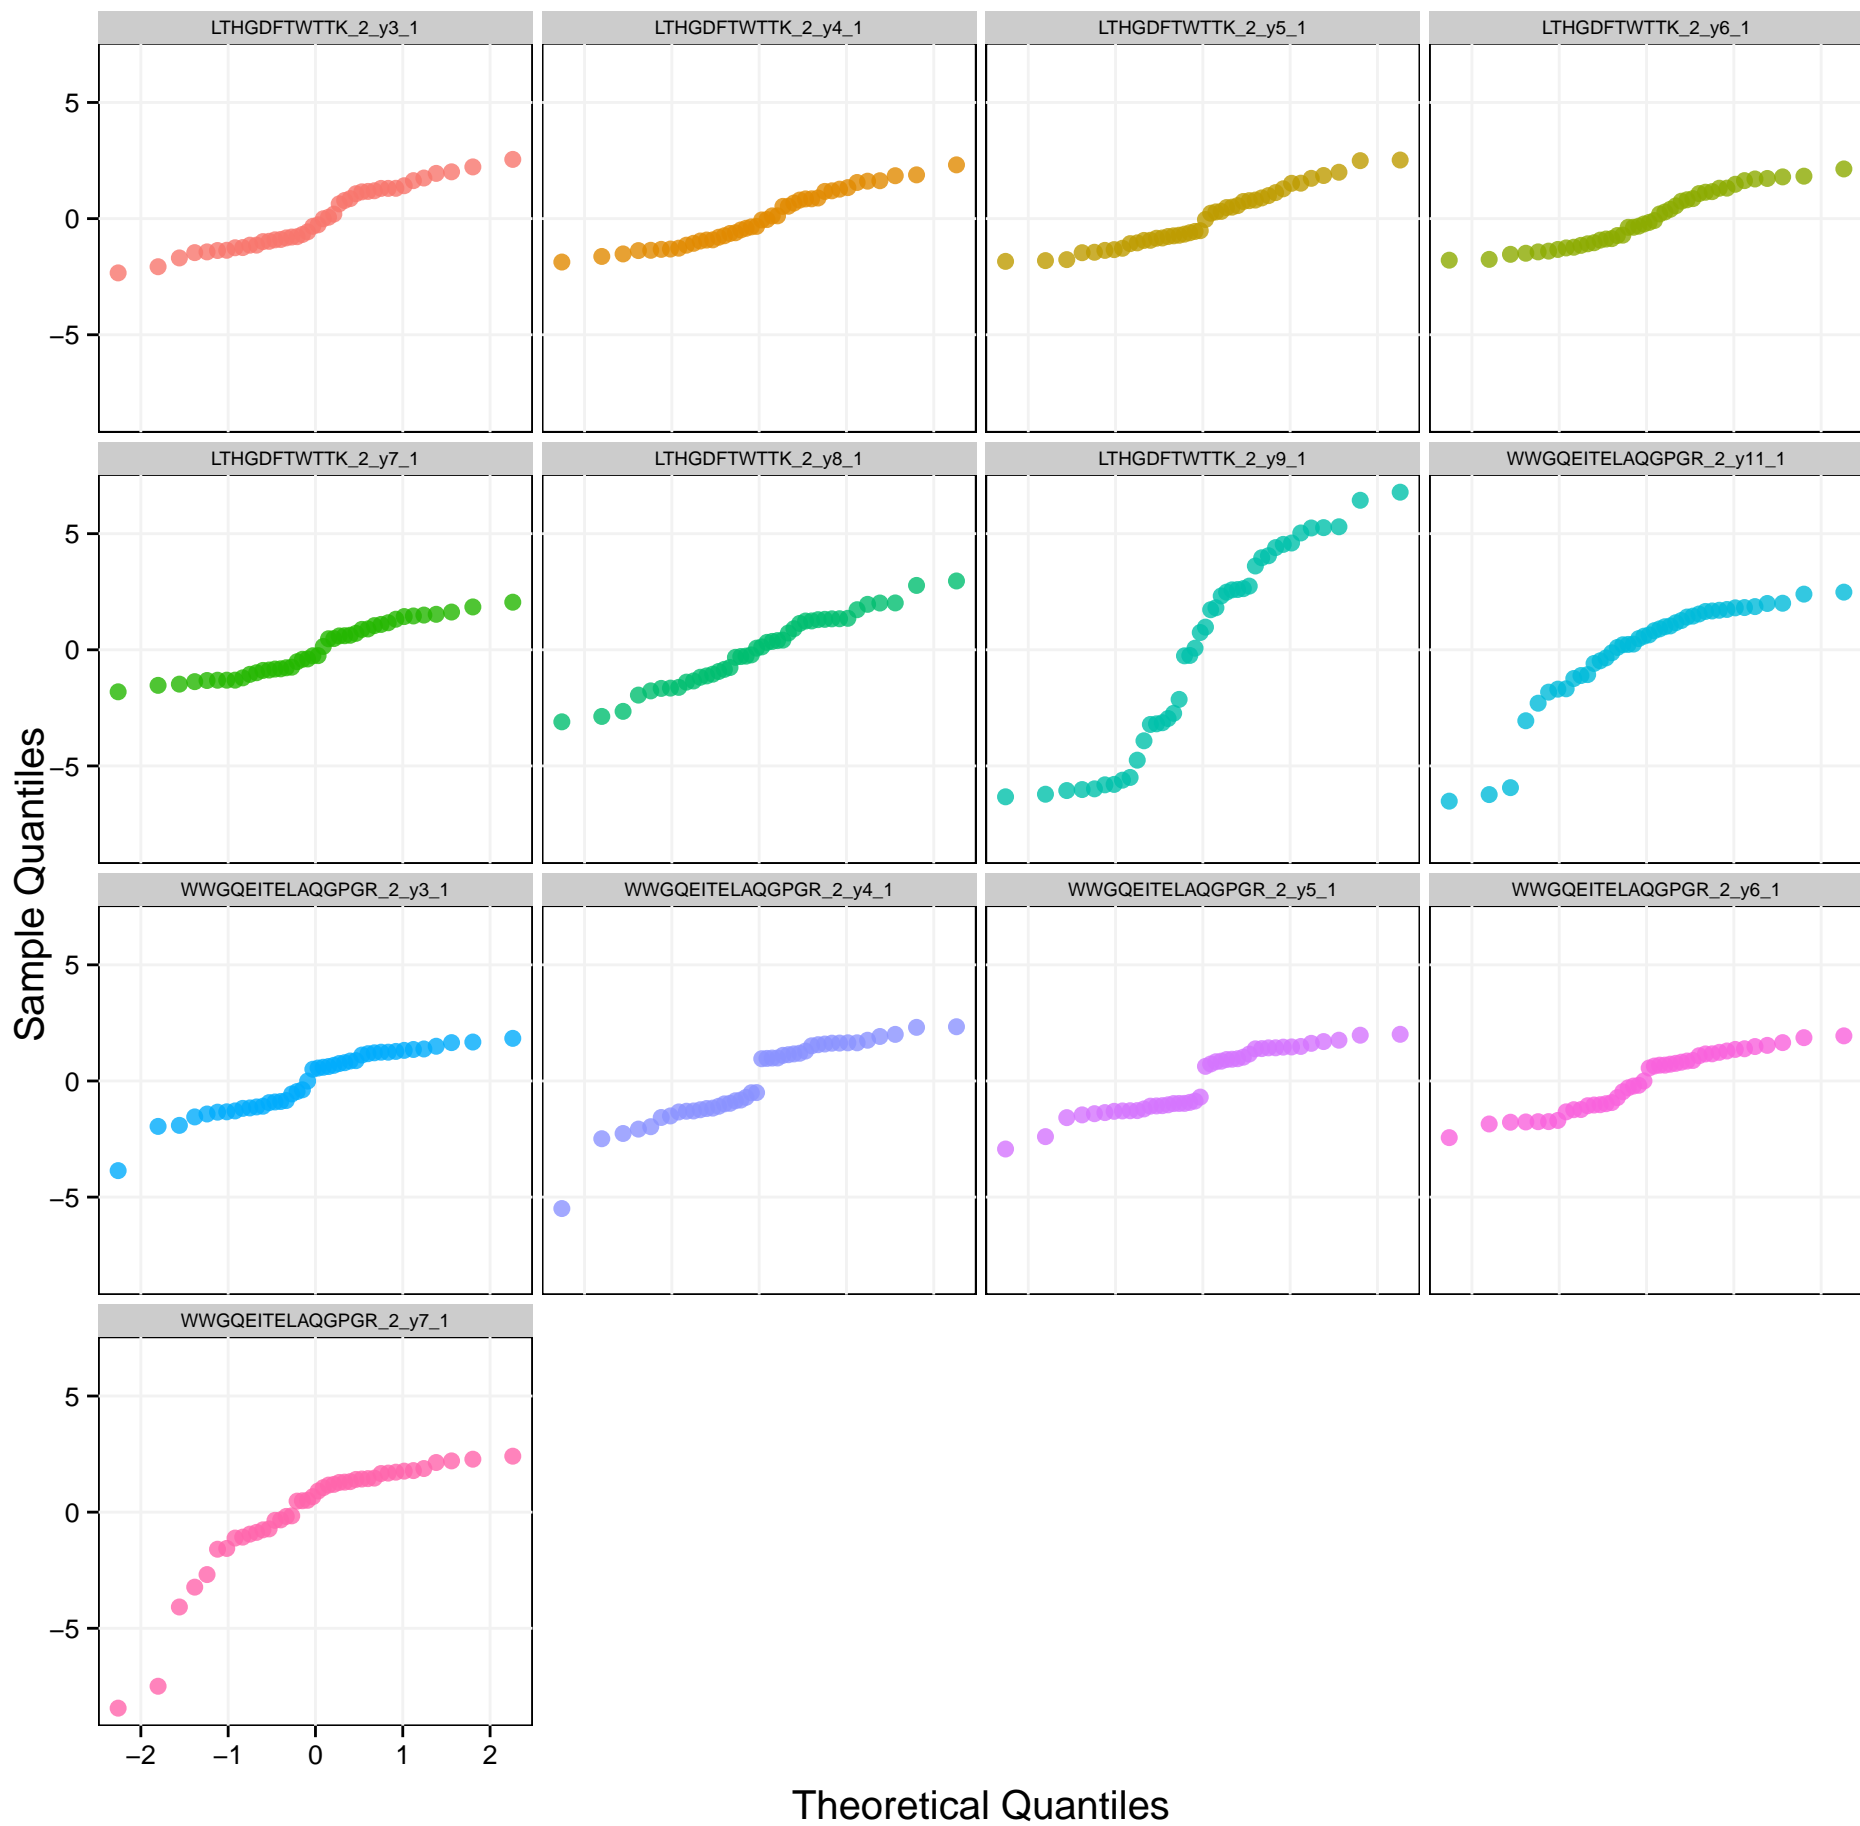 LTHGDFTWTTK_2_y3_1
LTHGDFTWTTK_2_y4_1
LTHGDFTWTTK_2_y5_1
LTHGDFTWTTK_2_y6_1
5
0
−5
LTHGDFTWTTK_2_y7_1
LTHGDFTWTTK_2_y8_1
LTHGDFTWTTK_2_y9_1
WWGQEITELAQGPGR_2_y11_1
5
0
−5
WWGQEITELAQGPGR_2_y3_1
WWGQEITELAQGPGR_2_y4_1
WWGQEITELAQGPGR_2_y5_1
WWGQEITELAQGPGR_2_y6_1
5
0
−5
WWGQEITELAQGPGR_2_y7_1
5
0
−5
−2 −1 0 1 2
Sample Quantiles
Theoretical Quantiles